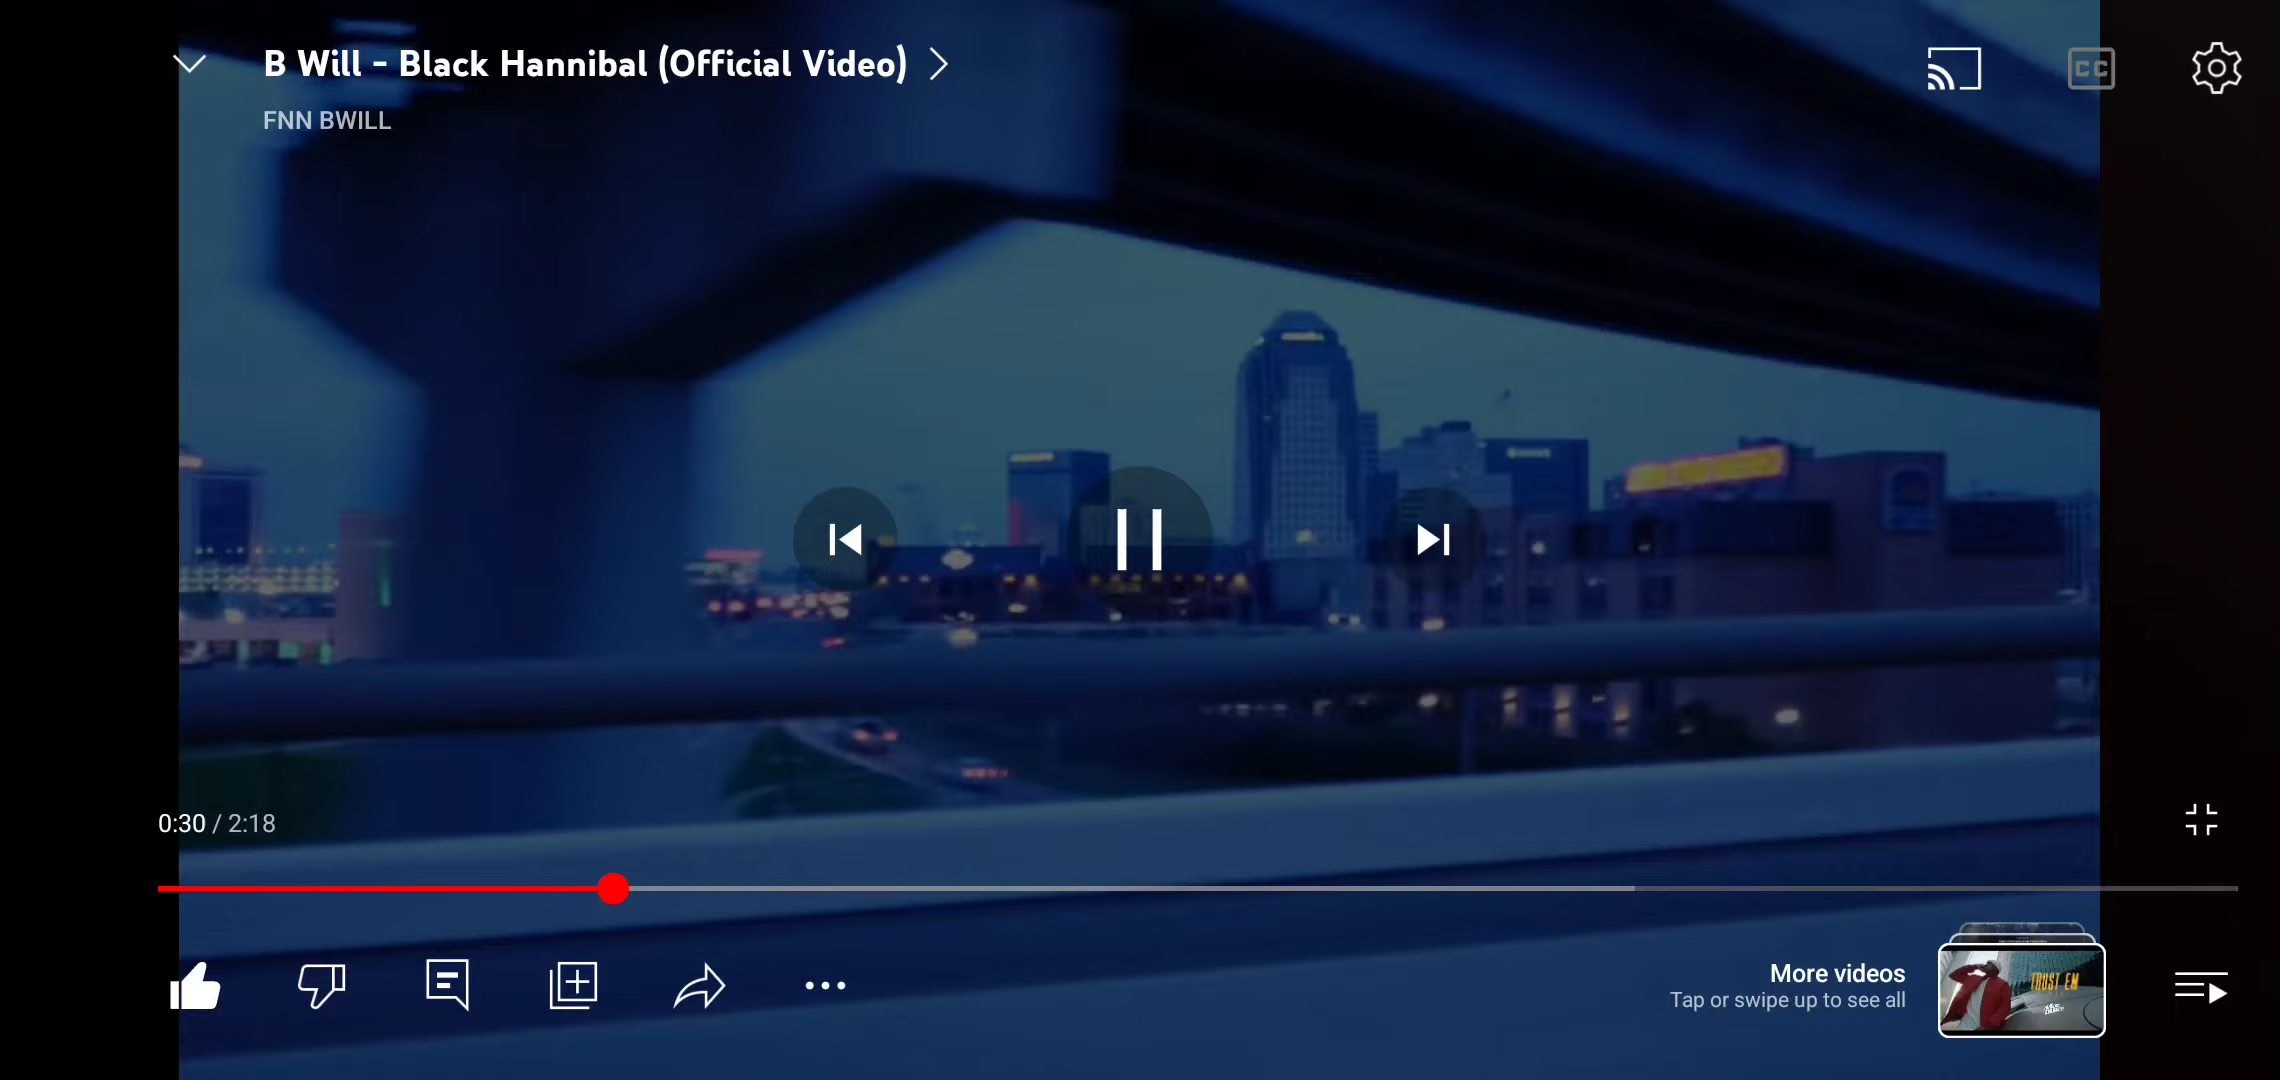 B Will - Black Hannibal (Official Video)
FNN BWILL
CC
0:30 / 2:18
More videos
Tap or swipe up to see all
TRUST EM